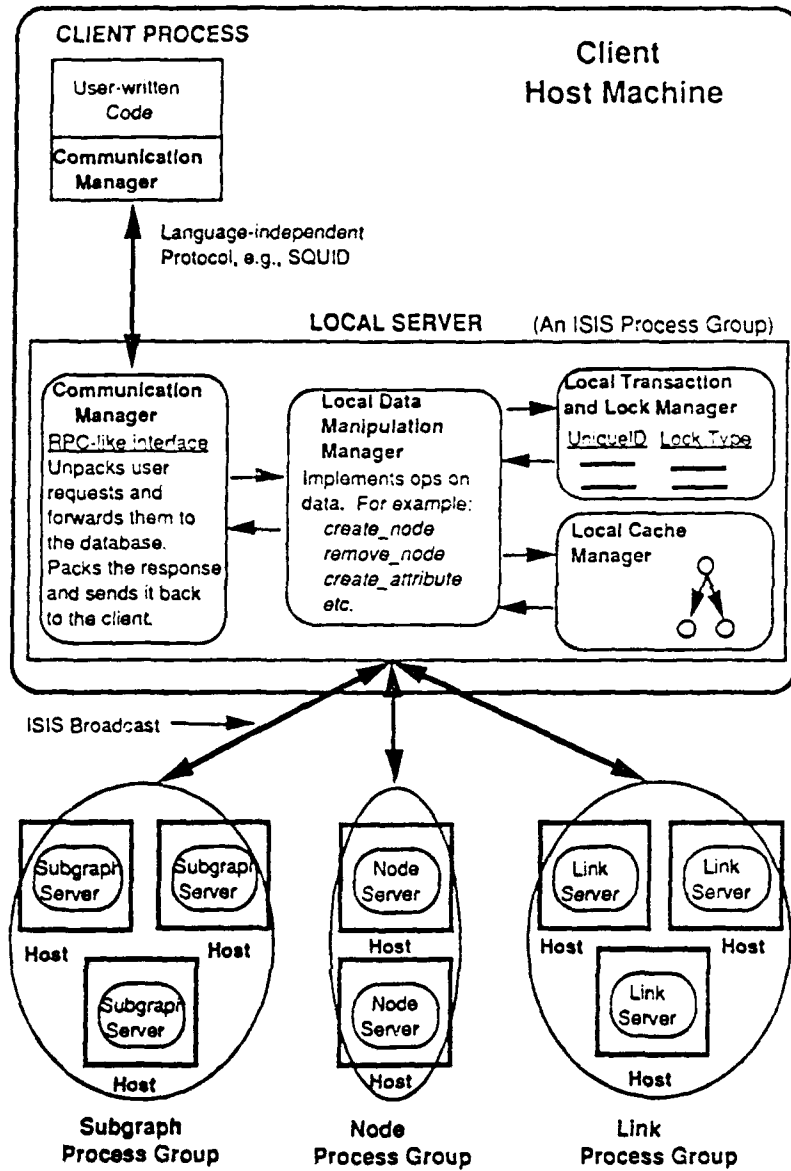 CLIENT PROCESS
Client
Host Machine
User-written
Code
Communication
Manager
Language-independent
Protocol, e.g., SQUID
LOCAL SERVER
(An ISIS Process Group)
Communication
Manager
RPC-like interface
Unpacks user
requests and
forwards them to
the database.
Packs the response
and sends it back
to the client.
Local Data
Manipulation
Manager
Implements ops on
data. For example:
create_node
remove_node
create_attribute
etc.
Local Transaction
and Lock Manager
UniqueID Lock Type
Local Cache
Manager
ISIS Broadcast
Subgraph
Server
Host
Subgraph
Server
Host
Subgraph
Server
Host
Subgraph
Process Group
Node
Server
Host
Node
Server
Host
Node
Process Group
Link
Server
Host
Link
Server
Host
Link
Server
Host
Link
Process Group